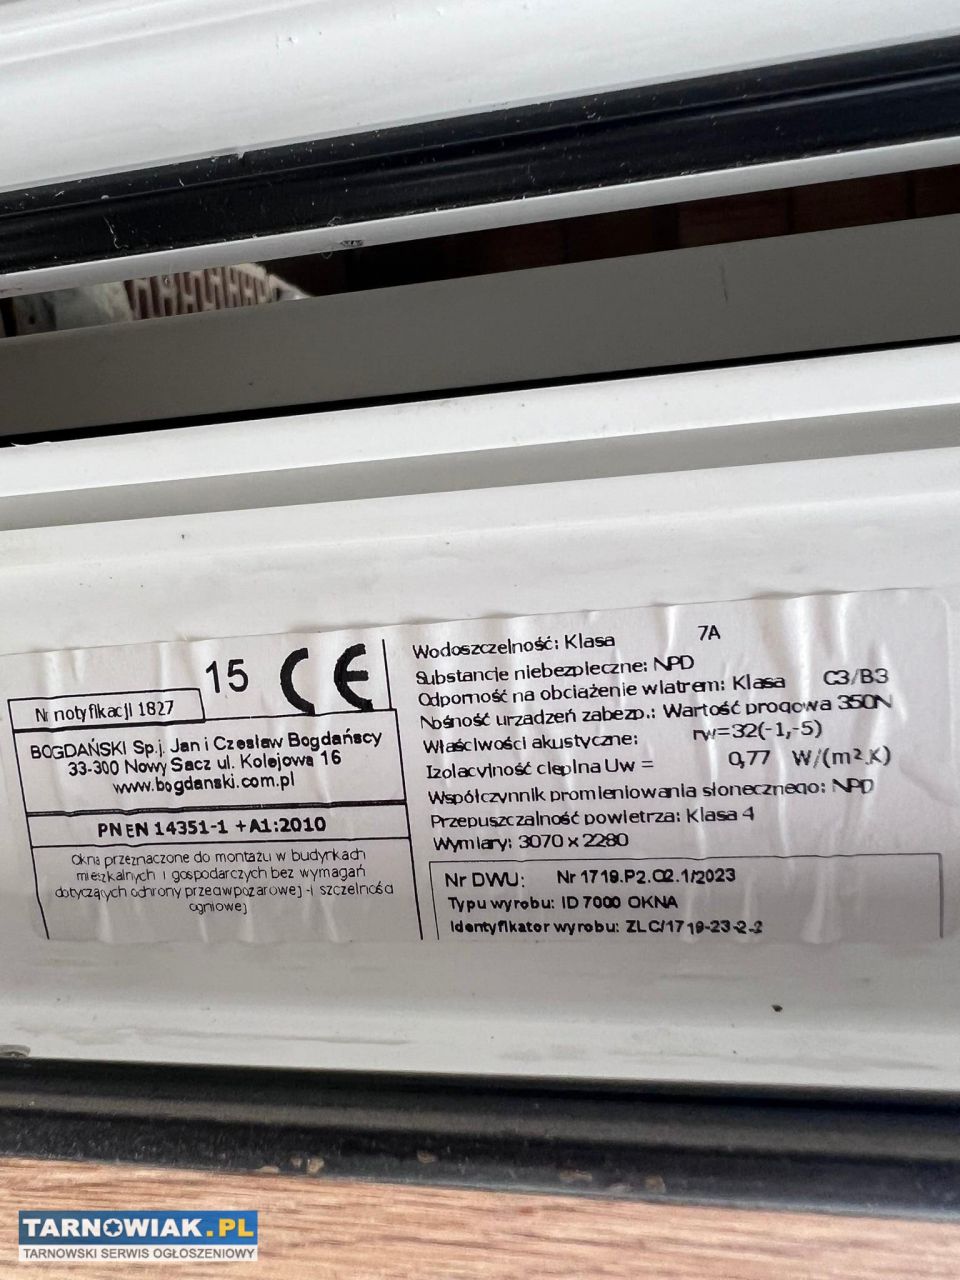 15 CE
Nr notyfikacji 1827
BOGDAŃSKI Sp.j. Jan i Czesław Bogdańscy
33-300 Nowy Sącz ul. Kolejowa 16
www.bogdanski.com.pl
PN EN 14351-1 +A1:2010
Okna przeznaczone do montażu w budynkach
mieszkalnych i gospodarczych bez wymagań
dotyczących ochrony przeciwpożarowej i szczelności
ogniowej
Wodoszczelność: Klasa 7A
Substancje niebezpieczne: NPD
Odporność na obciążenie wiatrem: Klasa C3/B3
Nośność urządzeń zabezp.: Wartość progowa 350N
Właściwości akustyczne: rw=32(-1,-5)
Izolacyjność cieplna Uw = 0,77 W/(m².K)
Współczynnik promieniowania słonecznego: NPD
Przepuszczalność powietrza: Klasa 4
Wymiary: 3070 x 2280
Nr DWU: Nr 1719.P2.O2.1/2023
Typu wyrobu: ID 7000 OKNA
Identyfikator wyrobu: ZLC/1719-23-2-2
TARNOWIAK.PL
TARNOWSKI SERWIS OGŁOSZENIOWY